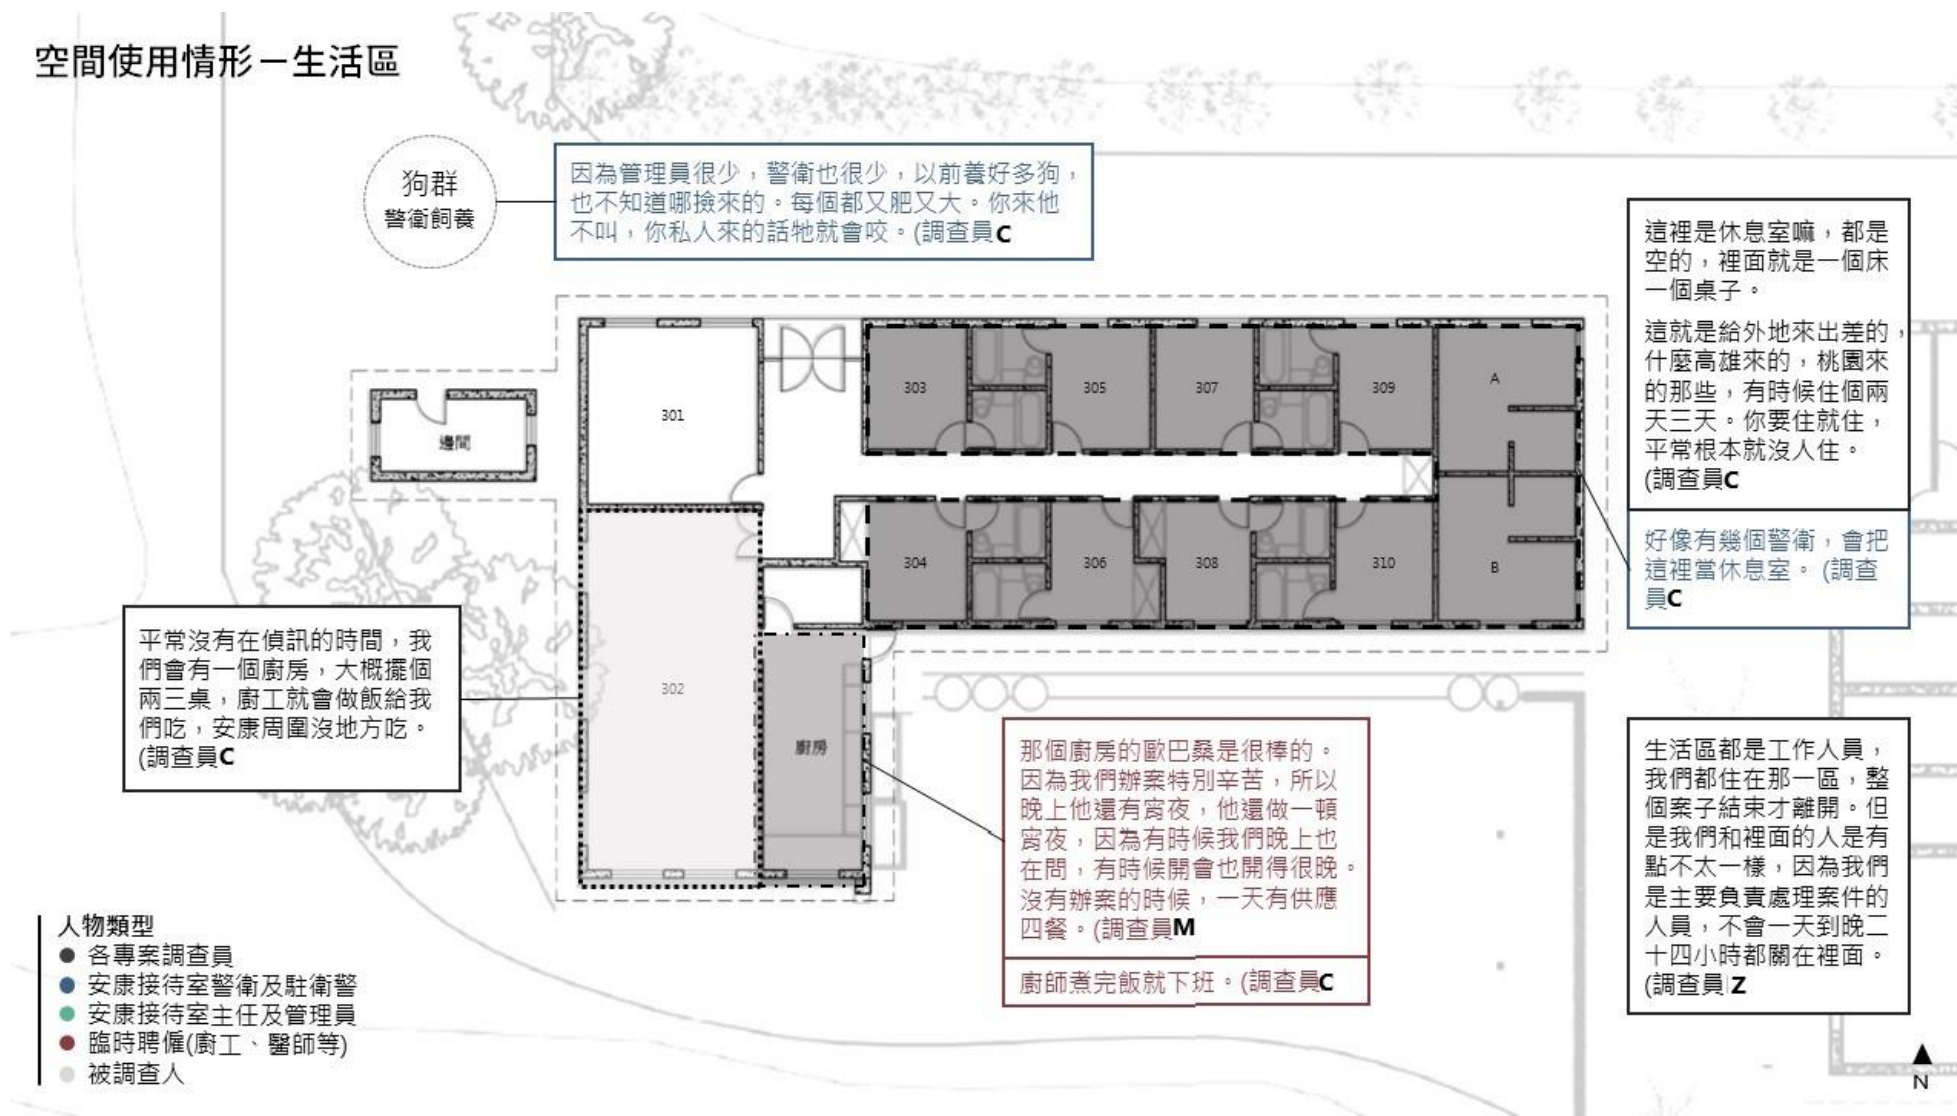 空間使用情形－生活區
狗群
警衛飼養
因為管理員很少，警衛也很少，以前養好多狗，
也不知道哪撿來的。每個都又肥又大。你來他
不叫，你私人來的話牠就會咬。(調查員C
這裡是休息室嘛，都是
空的，裡面就是一個床
一個桌子。
這就是給外地來出差的，
什麼高雄來的，桃園來
的那些，有時候住個兩
天三天。你要住就住，
平常根本就沒人住。
(調查員C
好像有幾個警衛，會把
這裡當休息室。 (調查
員C
邊間
301
303
305
307
309
A
304
306
308
310
B
302
廚房
平常沒有在偵訊的時間，我
們會有一個廚房，大概擺個
兩三桌，廚工就會做飯給我
們吃，安康周圍沒地方吃。
(調查員C
那個廚房的歐巴桑是很棒的。
因為我們辦案特別辛苦，所以
晚上他還有宵夜，他還做一頓
宵夜，因為有時候我們晚上也
在問，有時候開會也開得很晚。
沒有辦案的時候，一天有供應
四餐。(調查員M
廚師煮完飯就下班。(調查員C
生活區都是工作人員，
我們都住在那一區，整
個案子結束才離開。但
是我們和裡面的人是有
點不太一樣，因為我們
是主要負責處理案件的
人員，不會一天到晚二
十四小時都關在裡面。
(調查員Z
人物類型
各專案調查員
安康接待室警衛及駐衛警
安康接待室主任及管理員
臨時聘僱(廚工、醫師等)
被調查人
N